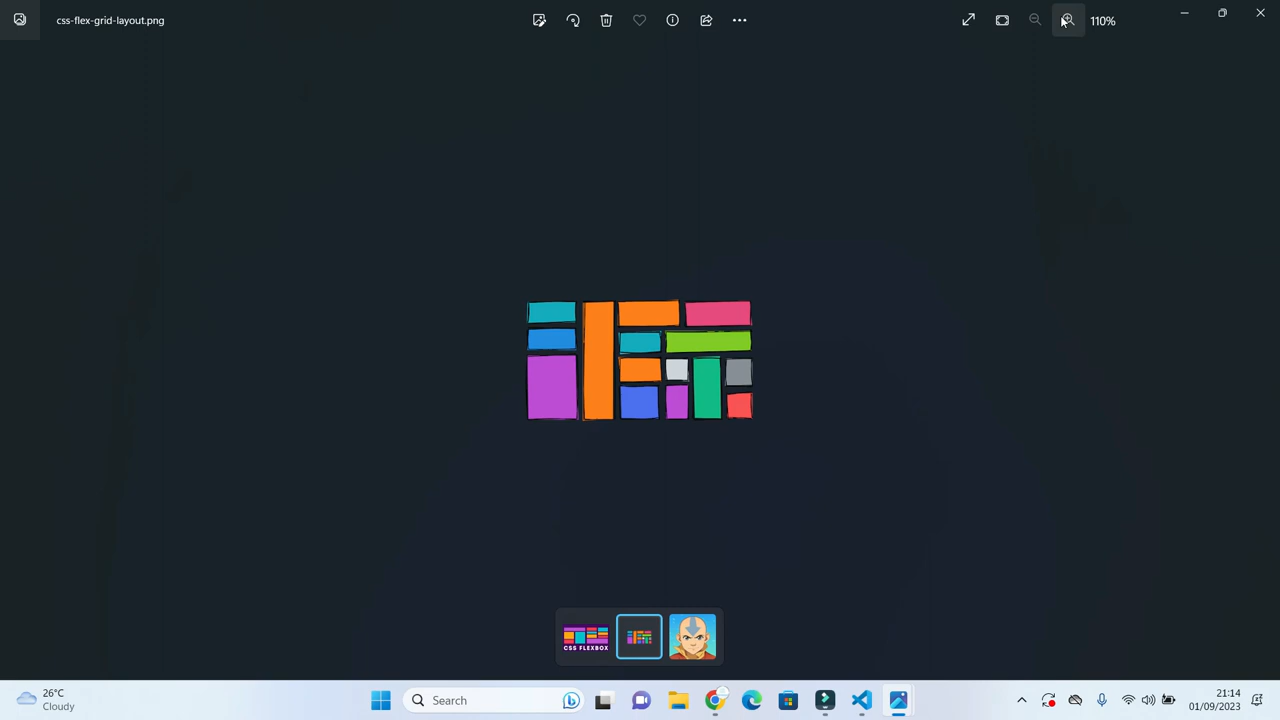 css-flex-grid-layout.png
110%
CSS FLEXBOX
26°C
Cloudy
Search
21:14
01/09/2023